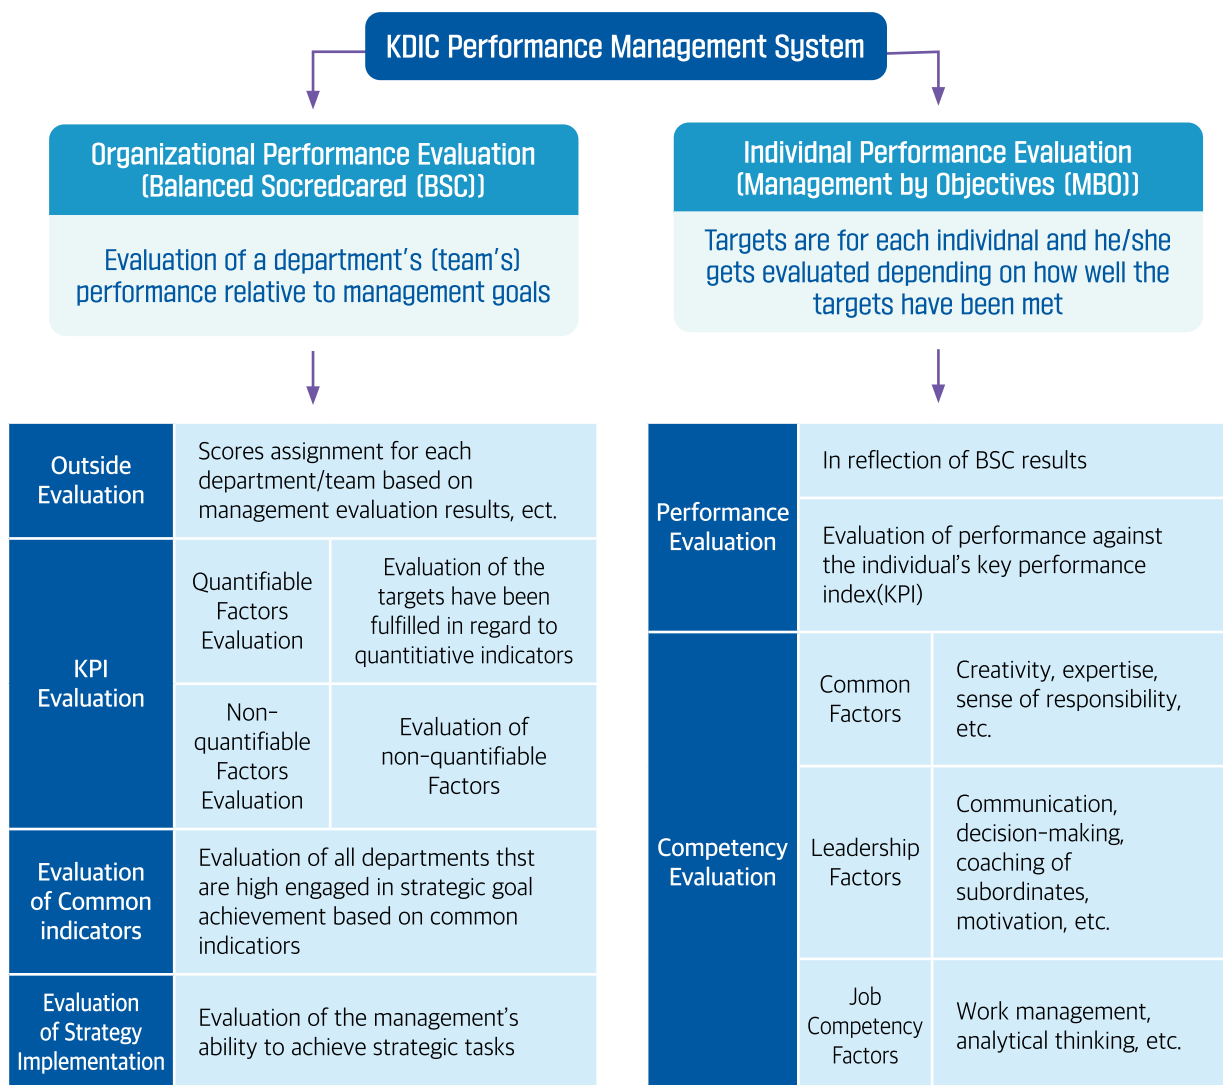 KDIC Performance Management System
Organizational Performance Evaluation
(Balanced Socredcared (BSC))
Evaluation of a department's (team's)
performance relative to management goals
Outside
Evaluation
Scores assignment for each
department/team based on
management evaluation results, ect.
KPI
Evaluation
Quantifiable
Factors
Evaluation
Evaluation of the
targets have been
fulfilled in regard to
quantitiative indicators
Non-
quantifiable
Factors
Evaluation
Evaluation of
non-quantifiable
Factors
Evaluation
of Common
indicators
Evaluation of all departments thst
are high engaged in strategic goal
achievement based on common
indicatiors
Evaluation
of Strategy
Implementation
Evaluation of the management's
ability to achieve strategic tasks
Individnal Performance Evaluation
(Management by Objectives (MBO))
Targets are for each individnal and he/she
gets evaluated depending on how well the
targets have been met
Performance
Evaluation
In reflection of BSC results
Evaluation of performance against
the individual's key performance
index(KPI)
Competency
Evaluation
Common
Factors
Creativity, expertise,
sense of responsibility,
etc.
Leadership
Factors
Communication,
decision-making,
coaching of
subordinates,
motivation, etc.
Job
Competency
Factors
Work management,
analytical thinking, etc.